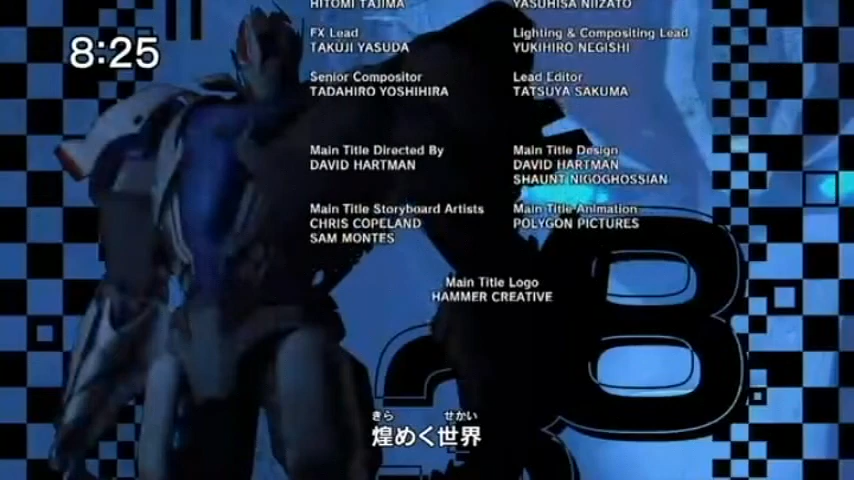 HITOMI TAJIMA
YASUHISA NIIZATO
8:25
FX Lead
TAKUJI YASUDA
Lighting & Compositing Lead
YUKIHIRO NEGISHI
Senior Compositor
TADAHIRO YOSHIHIRA
Lead Editor
TATSUYA SAKUMA
Main Title Directed By
DAVID HARTMAN
Main Title Design
DAVID HARTMAN
SHAUNT NIGOGHOSSIAN
Main Title Storyboard Artists
CHRIS COPELAND
SAM MONTES
Main Title Animation
POLYGON PICTURES
Main Title Logo
HAMMER CREATIVE
8
きら せかい
煌めく世界